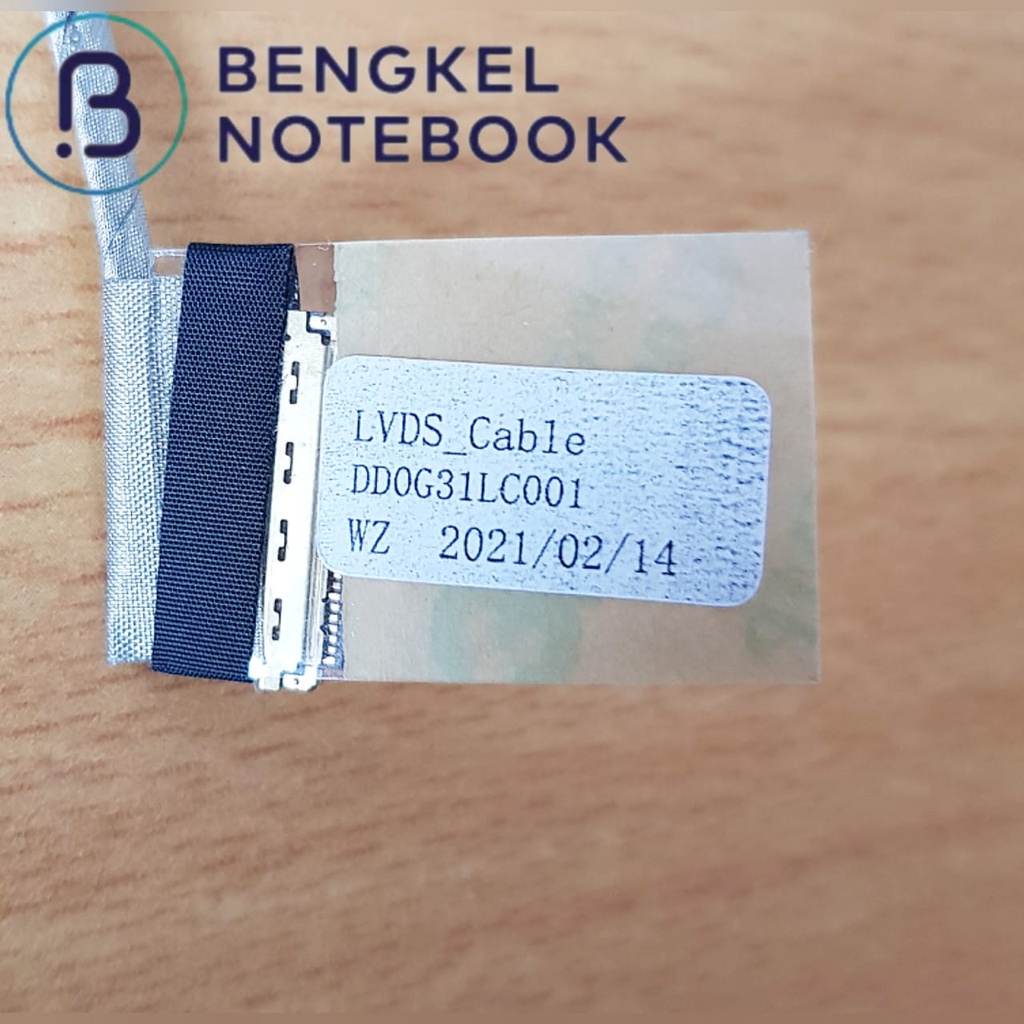 BENGKEL
NOTEBOOK
LVDS_Cable
DD0G31LC001
WZ 2021/02/14